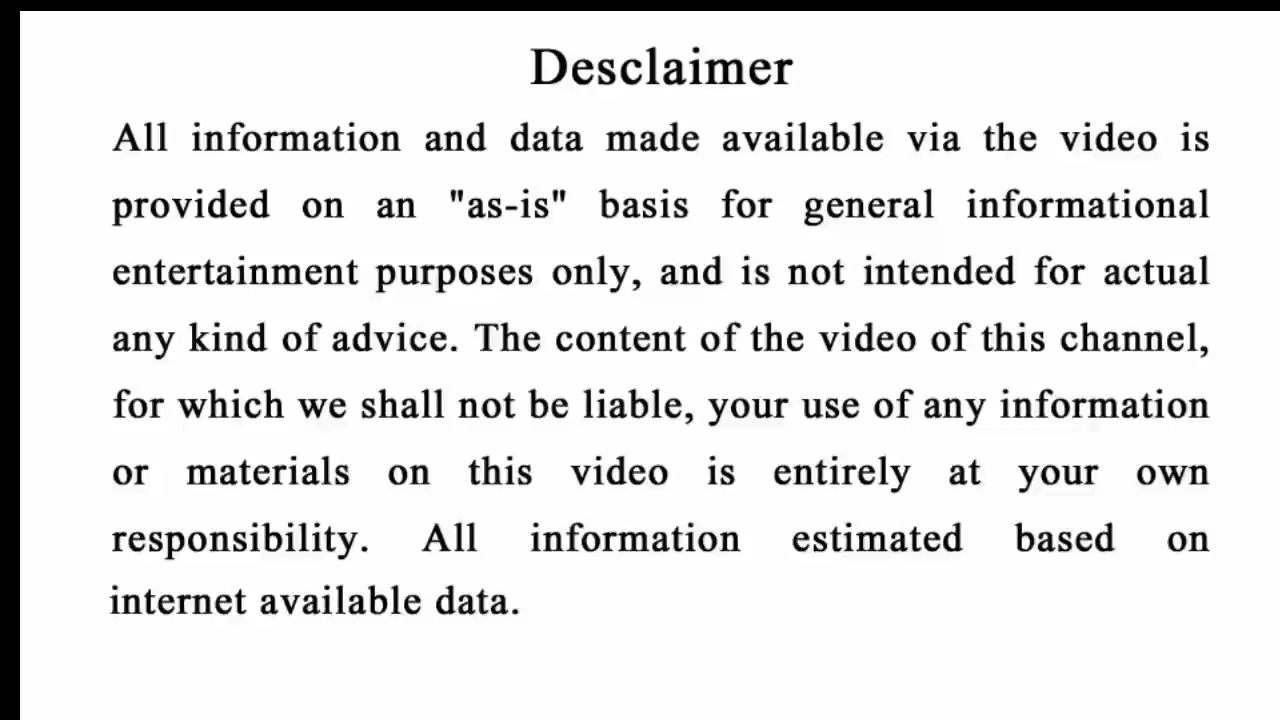 Desclaimer
All information and data made available via the video is
provided on an "as-is" basis for general informational
entertainment purposes only, and is not intended for actual
any kind of advice. The content of the video of this channel,
for which we shall not be liable, your use of any information
or materials on this video is entirely at your own
responsibility. All information estimated based on
internet available data.